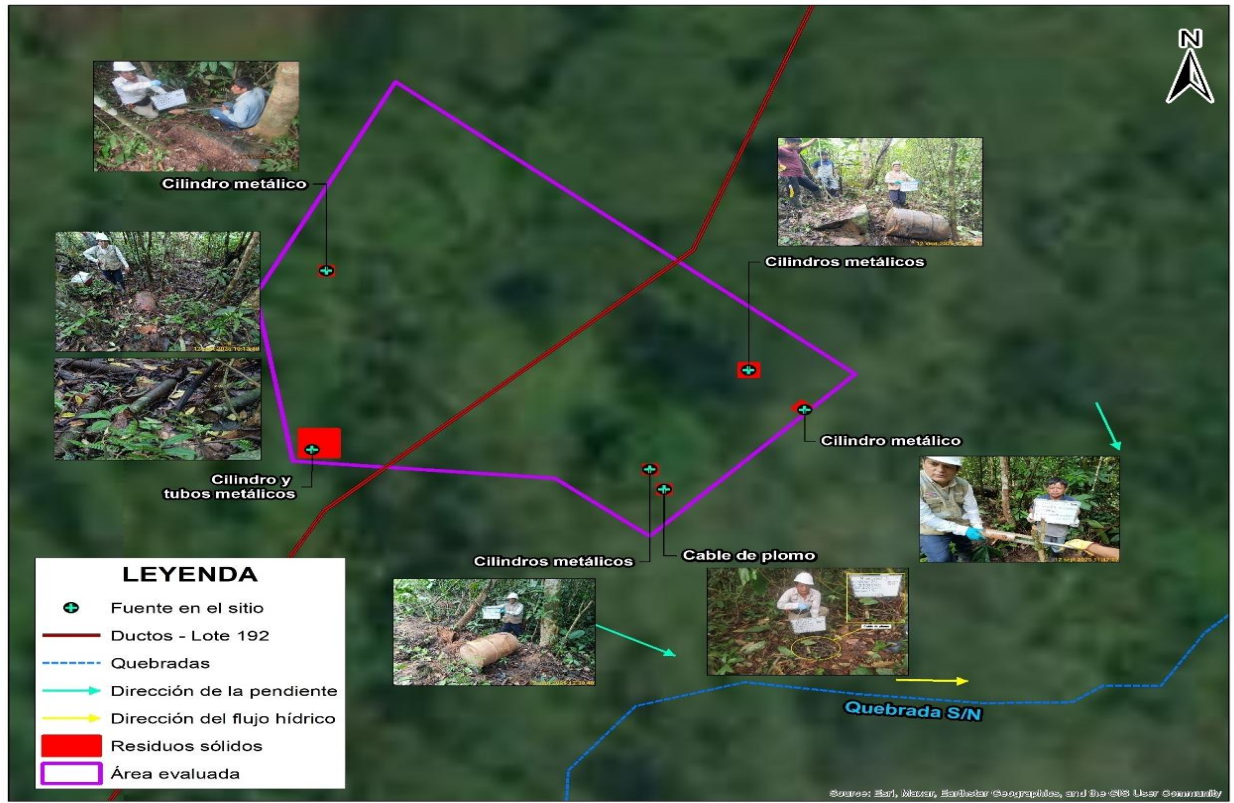 N
Cilindro metálico
Cilindros metálicos
Cilindro metálico
Cilindro y
tubos metálicos
Cilindros metálicos
Cable de plomo
Quebrada S/N
LEYENDA
Fuente en el sitio
Ductos - Lote 192
Quebradas
Dirección de la pendiente
Dirección del flujo hídrico
Residuos sólidos
Área evaluada
Source: Esri, Maxar, Earthstar Geographics, and the GIS User Community